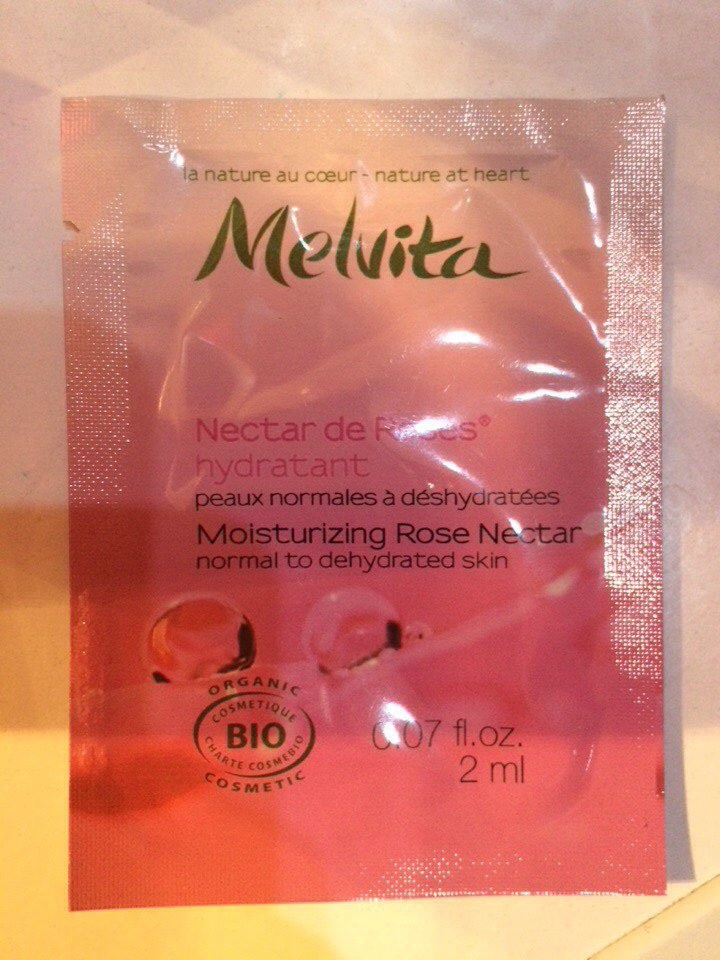 la nature au cœur - nature at heart
Melvita
Nectar de Roses®
hydratant
peaux normales à déshydratées
Moisturizing Rose Nectar
normal to dehydrated skin
ORGANIC
COSMETIQUE
BIO
CHARTE COSMEBIO
COSMETIC
0.07 fl.oz.
2 ml